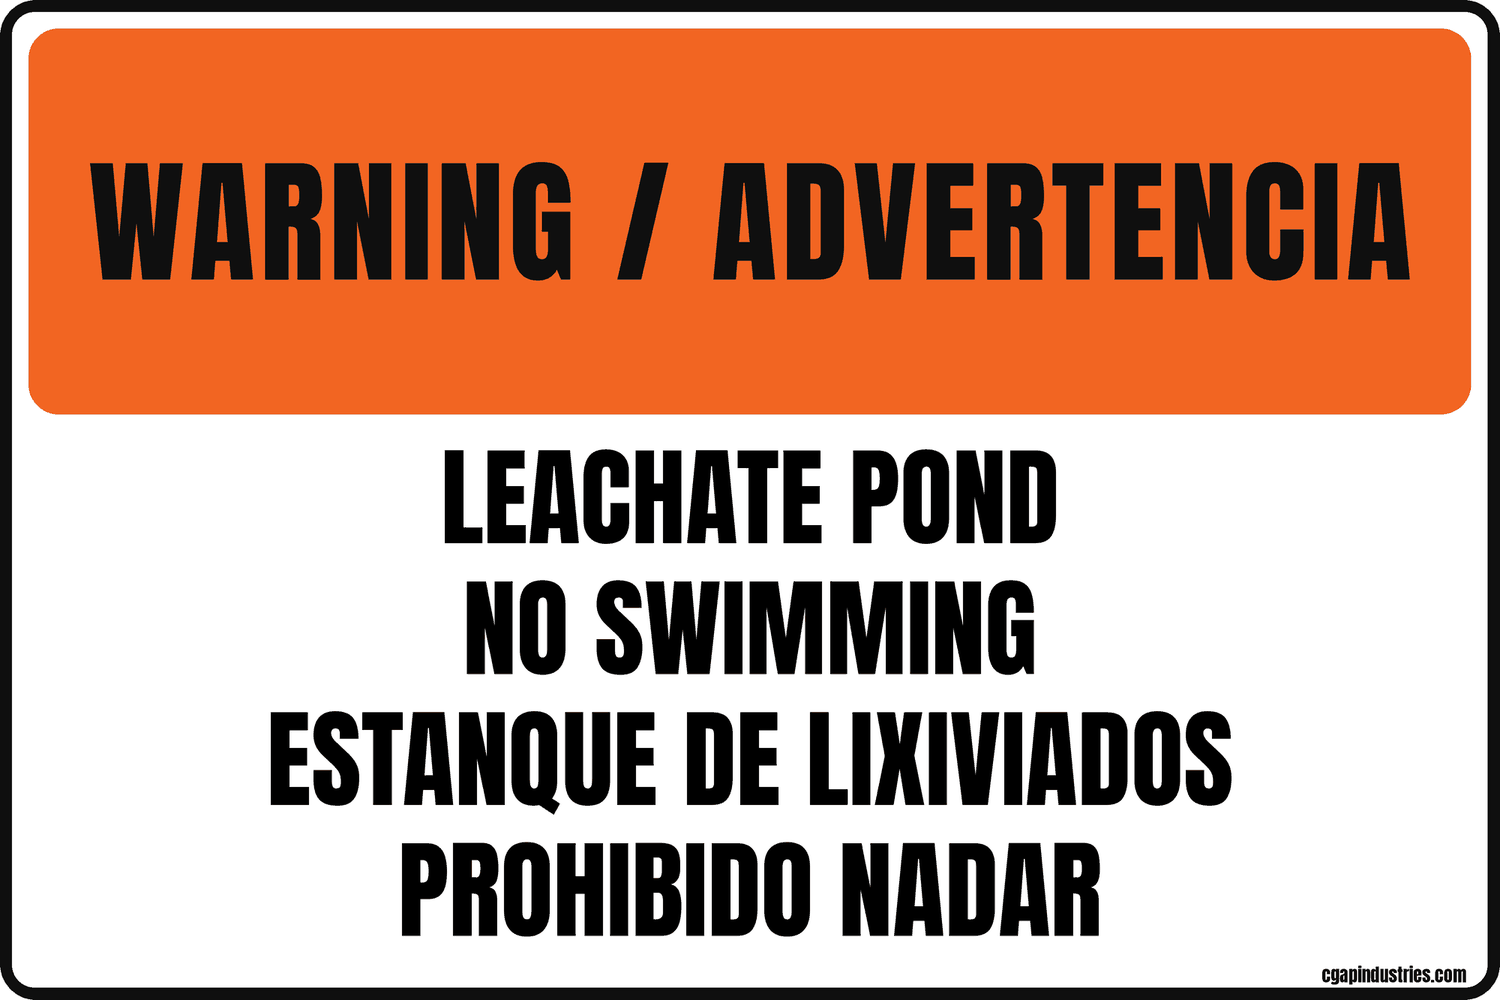 WARNING / ADVERTENCIA
LEACHATE POND
NO SWIMMING
ESTANQUE DE LIXIVIADOS
PROHIBIDO NADAR
cgapindustries.com